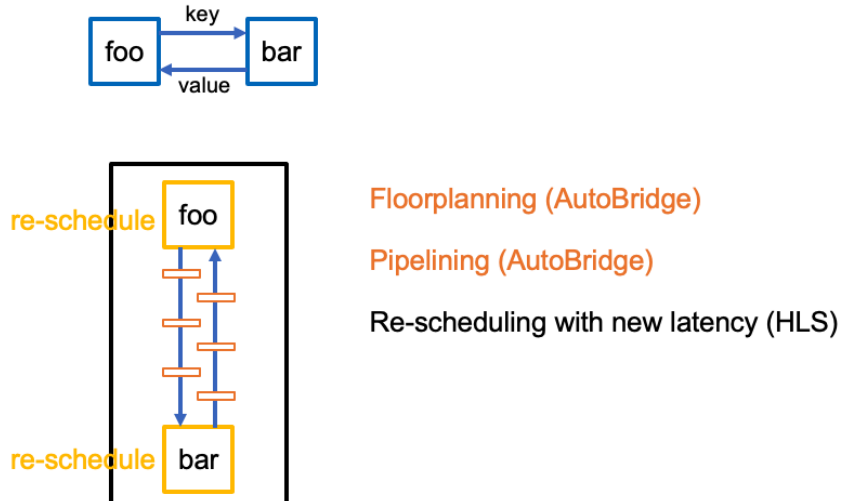 key
foo
bar
value
re-schedule
foo
Floorplanning (AutoBridge)
Pipelining (AutoBridge)
Re-scheduling with new latency (HLS)
re-schedule
bar